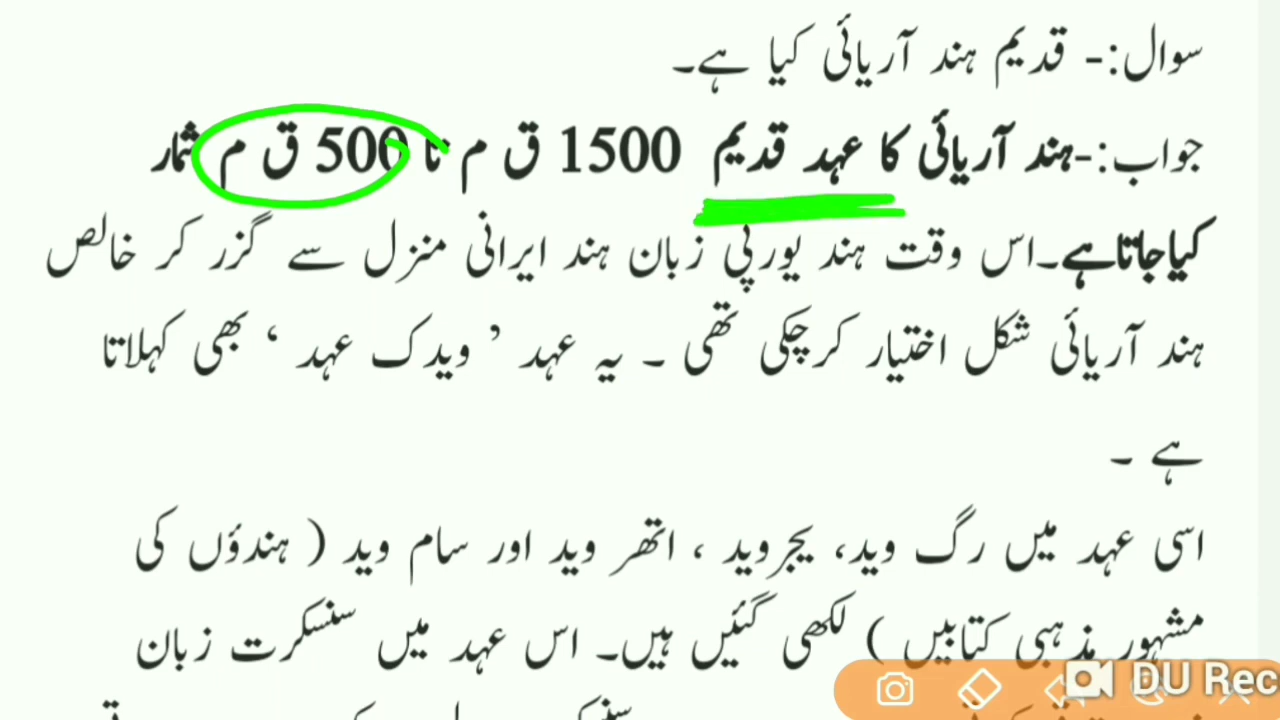 سوال:- قدیم ہند آریائی کیا ہے۔
جواب:-ہند آریائی کا عہد قدیم 1500 ق م تا 500 ق م شمار
کیا جاتا ہے۔اس وقت ہند یورپی زبان ہند ایرانی منزل سے گزر کر خالص
ہند آریائی شکل اختیار کرچکی تھی ۔ یہ عہد ’ ویدک عہد ‘ بھی کہلاتا
ہے ۔
اسی عہد میں رگ وید، یجروید ، اتھر وید اور سام وید ( ہندؤں کی
مشہور مذہبی کتابیں ) لکھی گئیں ہیں۔ اس عہد میں سنسکرت زبان
DU Rec